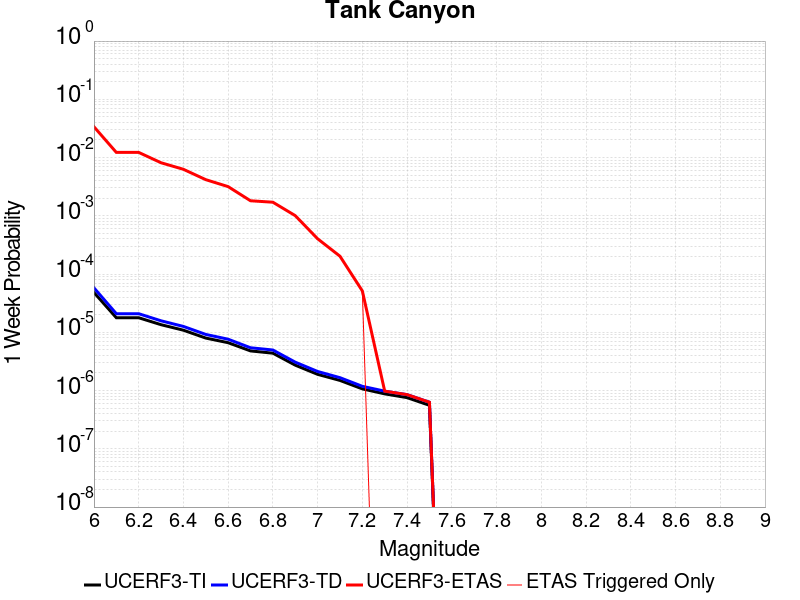 Tank Canyon
10 0
10 -1
10 -2
10 -3
10 -4
10 -5
10 -6
10 -7
10 -8
1 Week Probability
6 6.2 6.4 6.6 6.8 7 7.2 7.4 7.6 7.8 8 8.2 8.4 8.6 8.8 9
Magnitude
UCERF3-TI UCERF3-TD UCERF3-ETAS ETAS Triggered Only